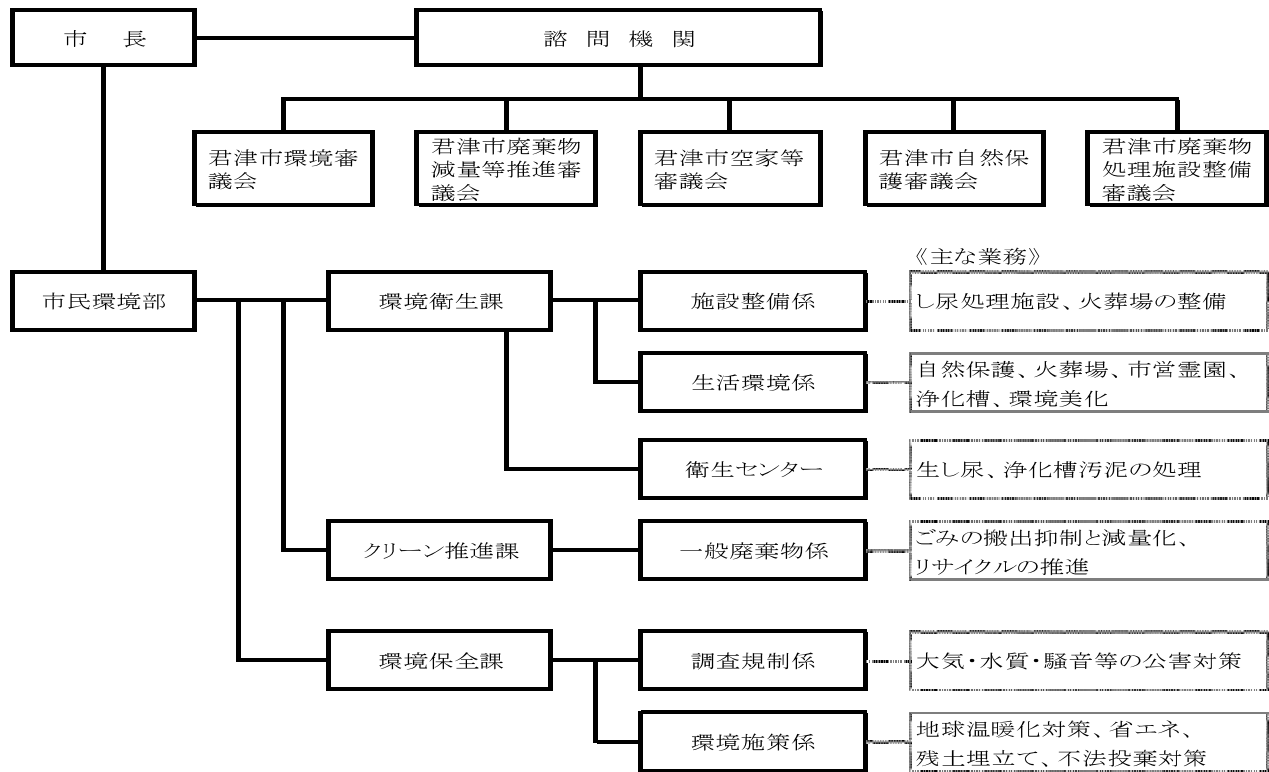 市　長
諮 問 機 関
君津市環境審
議会
君津市廃棄物
減量等推進審
議会
君津市空家等
審議会
君津市自然保
護審議会
君津市廃棄物
処理施設整備
審議会
《主な業務》
市民環境部
環境衛生課
施設整備係
し尿処理施設、火葬場の整備
生活環境係
自然保護、火葬場、市営霊園、
浄化槽、環境美化
衛生センター
生し尿、浄化槽汚泥の処理
クリーン推進課
一般廃棄物係
ごみの搬出抑制と減量化、
リサイクルの推進
環境保全課
調査規制係
大気・水質・騒音等の公害対策
環境施策係
地球温暖化対策、省エネ、
残土埋立て、不法投棄対策